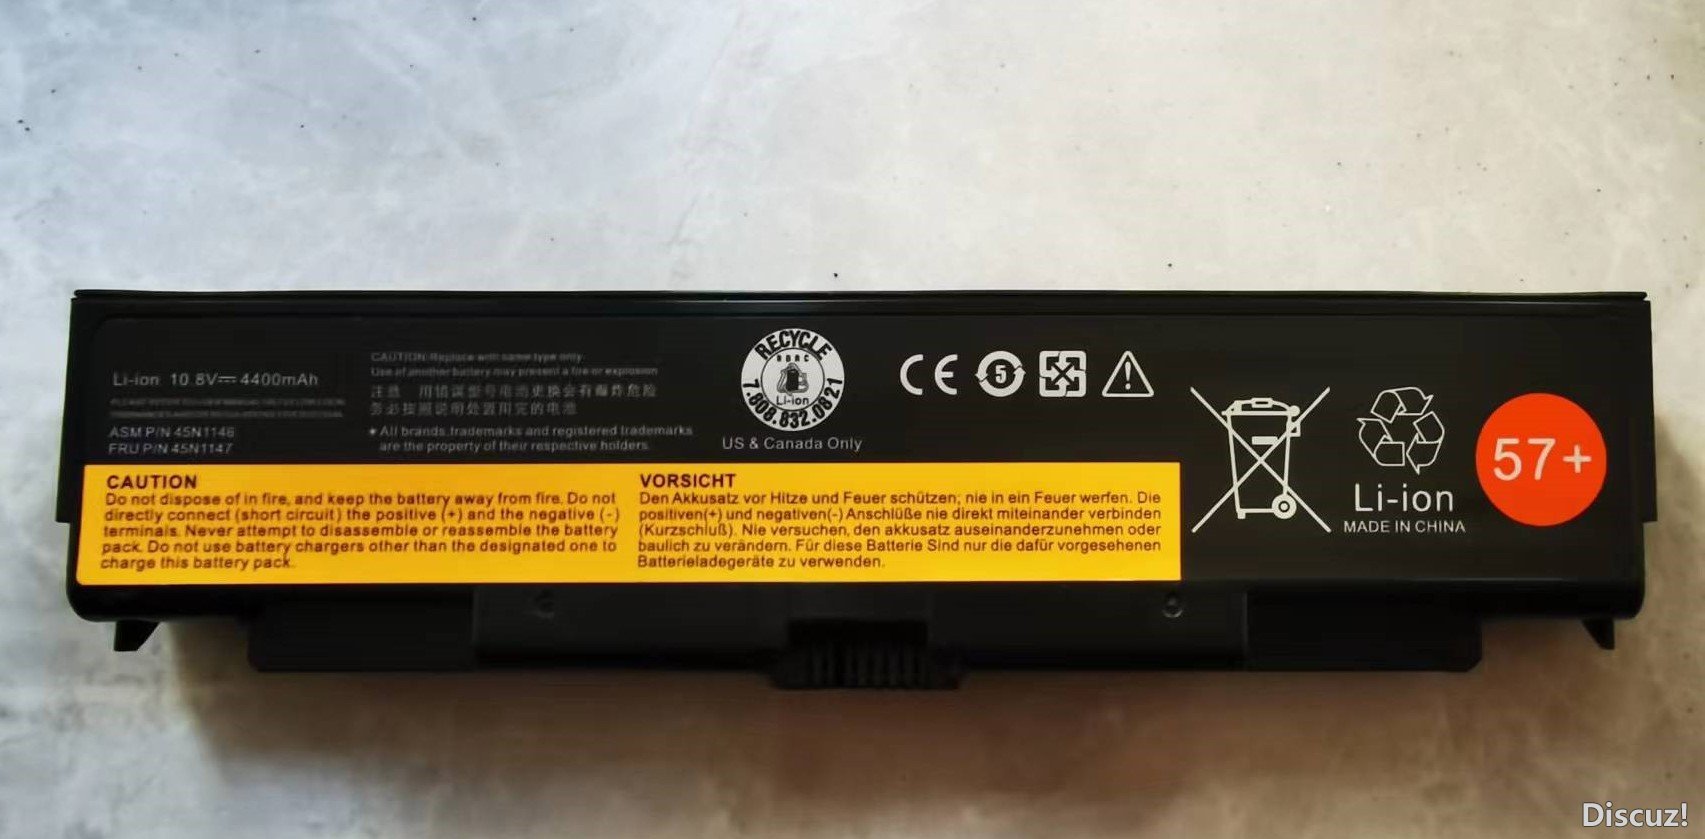 Li-ion 10.8V⎓4400mAh
ASM P/N 45N1146
FRU P/N 45N1147
CAUTION:Replace with same type only
Use of another battery may present a fire or explosion
注意 用错误型号电池更换会有爆炸危险
务必按照说明处置用完的电池
★All brands,trademarks and registered trademarks
are the property of their respective holders.
RECYCLE
RBRC
Li-ion
7.808.832.0821
US & Canada Only
CE
5
CAUTION
Do not dispose of in fire, and keep the battery away from fire. Do not
directly connect (short circuit) the positive (+) and the negative (-)
terminals. Never attempt to disassemble or reassemble the battery
pack. Do not use battery chargers other than the designated one to
charge this battery pack.
VORSICHT
Den Akkusatz vor Hitze und Feuer schützen; nie in ein Feuer werfen. Die
positiven(+) und negativen(-) Anschlüße nie direkt miteinander verbinden
(Kurzschluß). Nie versuchen, den akkusatz auseinanderzunehmen oder
baulich zu verändern. Für diese Batterie Sind nur die dafür vorgesehenen
Batterieladegeräte zu verwenden.
Li-ion
MADE IN CHINA
57+
Discuz!